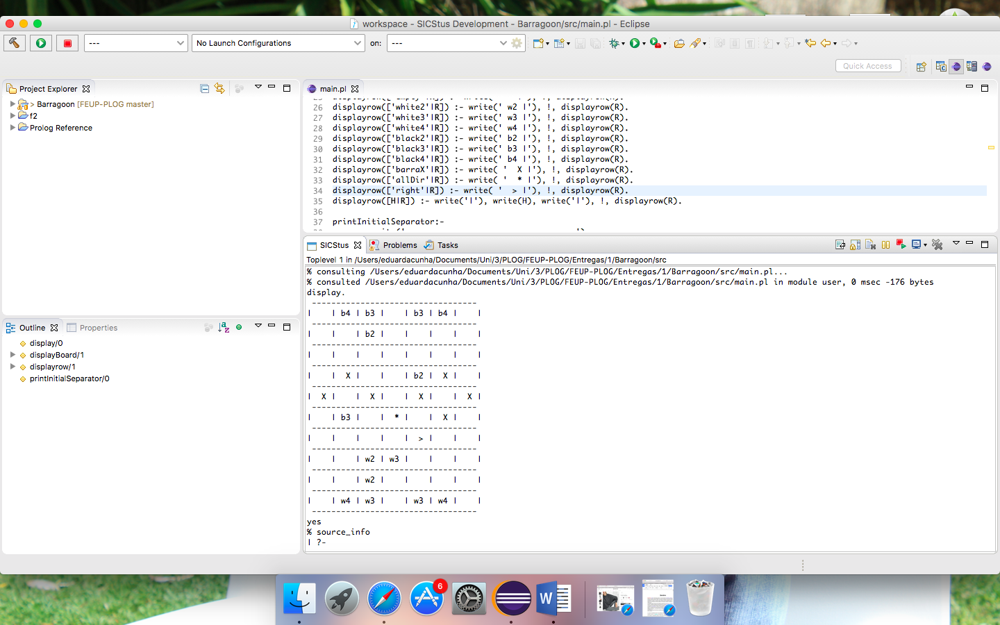 workspace - SICStus Development - Barragoon/src/main.pl - Eclipse
---
No Launch Configurations
on:
---
Quick Access
Project Explorer
> Barragoon [FEUP-PLOG master]
f2
Prolog Reference
main.pl
26 displayrow(['white2'|R]) :- write(' w2 |'), !, displayrow(R).
27 displayrow(['white3'|R]) :- write(' w3 |'), !, displayrow(R).
28 displayrow(['white4'|R]) :- write(' w4 |'), !, displayrow(R).
29 displayrow(['black2'|R]) :- write(' b2 |'), !, displayrow(R).
30 displayrow(['black3'|R]) :- write(' b3 |'), !, displayrow(R).
31 displayrow(['black4'|R]) :- write(' b4 |'), !, displayrow(R).
32 displayrow(['barraX'|R]) :- write( '  X |'), !, displayrow(R).
33 displayrow(['allDir'|R]) :- write( '  * |'), !, displayrow(R).
34 displayrow(['right'|R]) :- write( '  > |'), !, displayrow(R).
35 displayrow([H|R]) :- write('|'), write(H), write('|'), !, displayrow(R).
36
37 printInitialSeparator:-
Outline
Properties
display/0
displayBoard/1
displayrow/1
printInitialSeparator/0
SICStus
Problems
Tasks
Toplevel 1 in /Users/eduardacunha/Documents/Uni/3/PLOG/FEUP-PLOG/Entregas/1/Barragoon/src
% consulting /Users/eduardacunha/Documents/Uni/3/PLOG/FEUP-PLOG/Entregas/1/Barragoon/src/main.pl...
% consulted /Users/eduardacunha/Documents/Uni/3/PLOG/FEUP-PLOG/Entregas/1/Barragoon/src/main.pl in module user, 0 msec -176 bytes
display.
 ----------------------------------
|    | b4 | b3 |    | b3 | b4 |    |
 ----------------------------------
|    |    | b2 |    |    |    |    |
 ----------------------------------
|    |    |    |    |    |    |    |
 ----------------------------------
|    |  X |    |    | b2 |  X |    |
 ----------------------------------
|  X |    |  X |    |  X |    |  X |
 ----------------------------------
|    | b3 |    |  * |    |  X |    |
 ----------------------------------
|    |    |    |    |  > |    |    |
 ----------------------------------
|    |    | w2 | w3 |    |    |    |
 ----------------------------------
|    |    | w2 |    |    |    |    |
 ----------------------------------
|    | w4 | w3 |    | w3 | w4 |    |
 ----------------------------------
yes
% source_info
| ?-
6
W